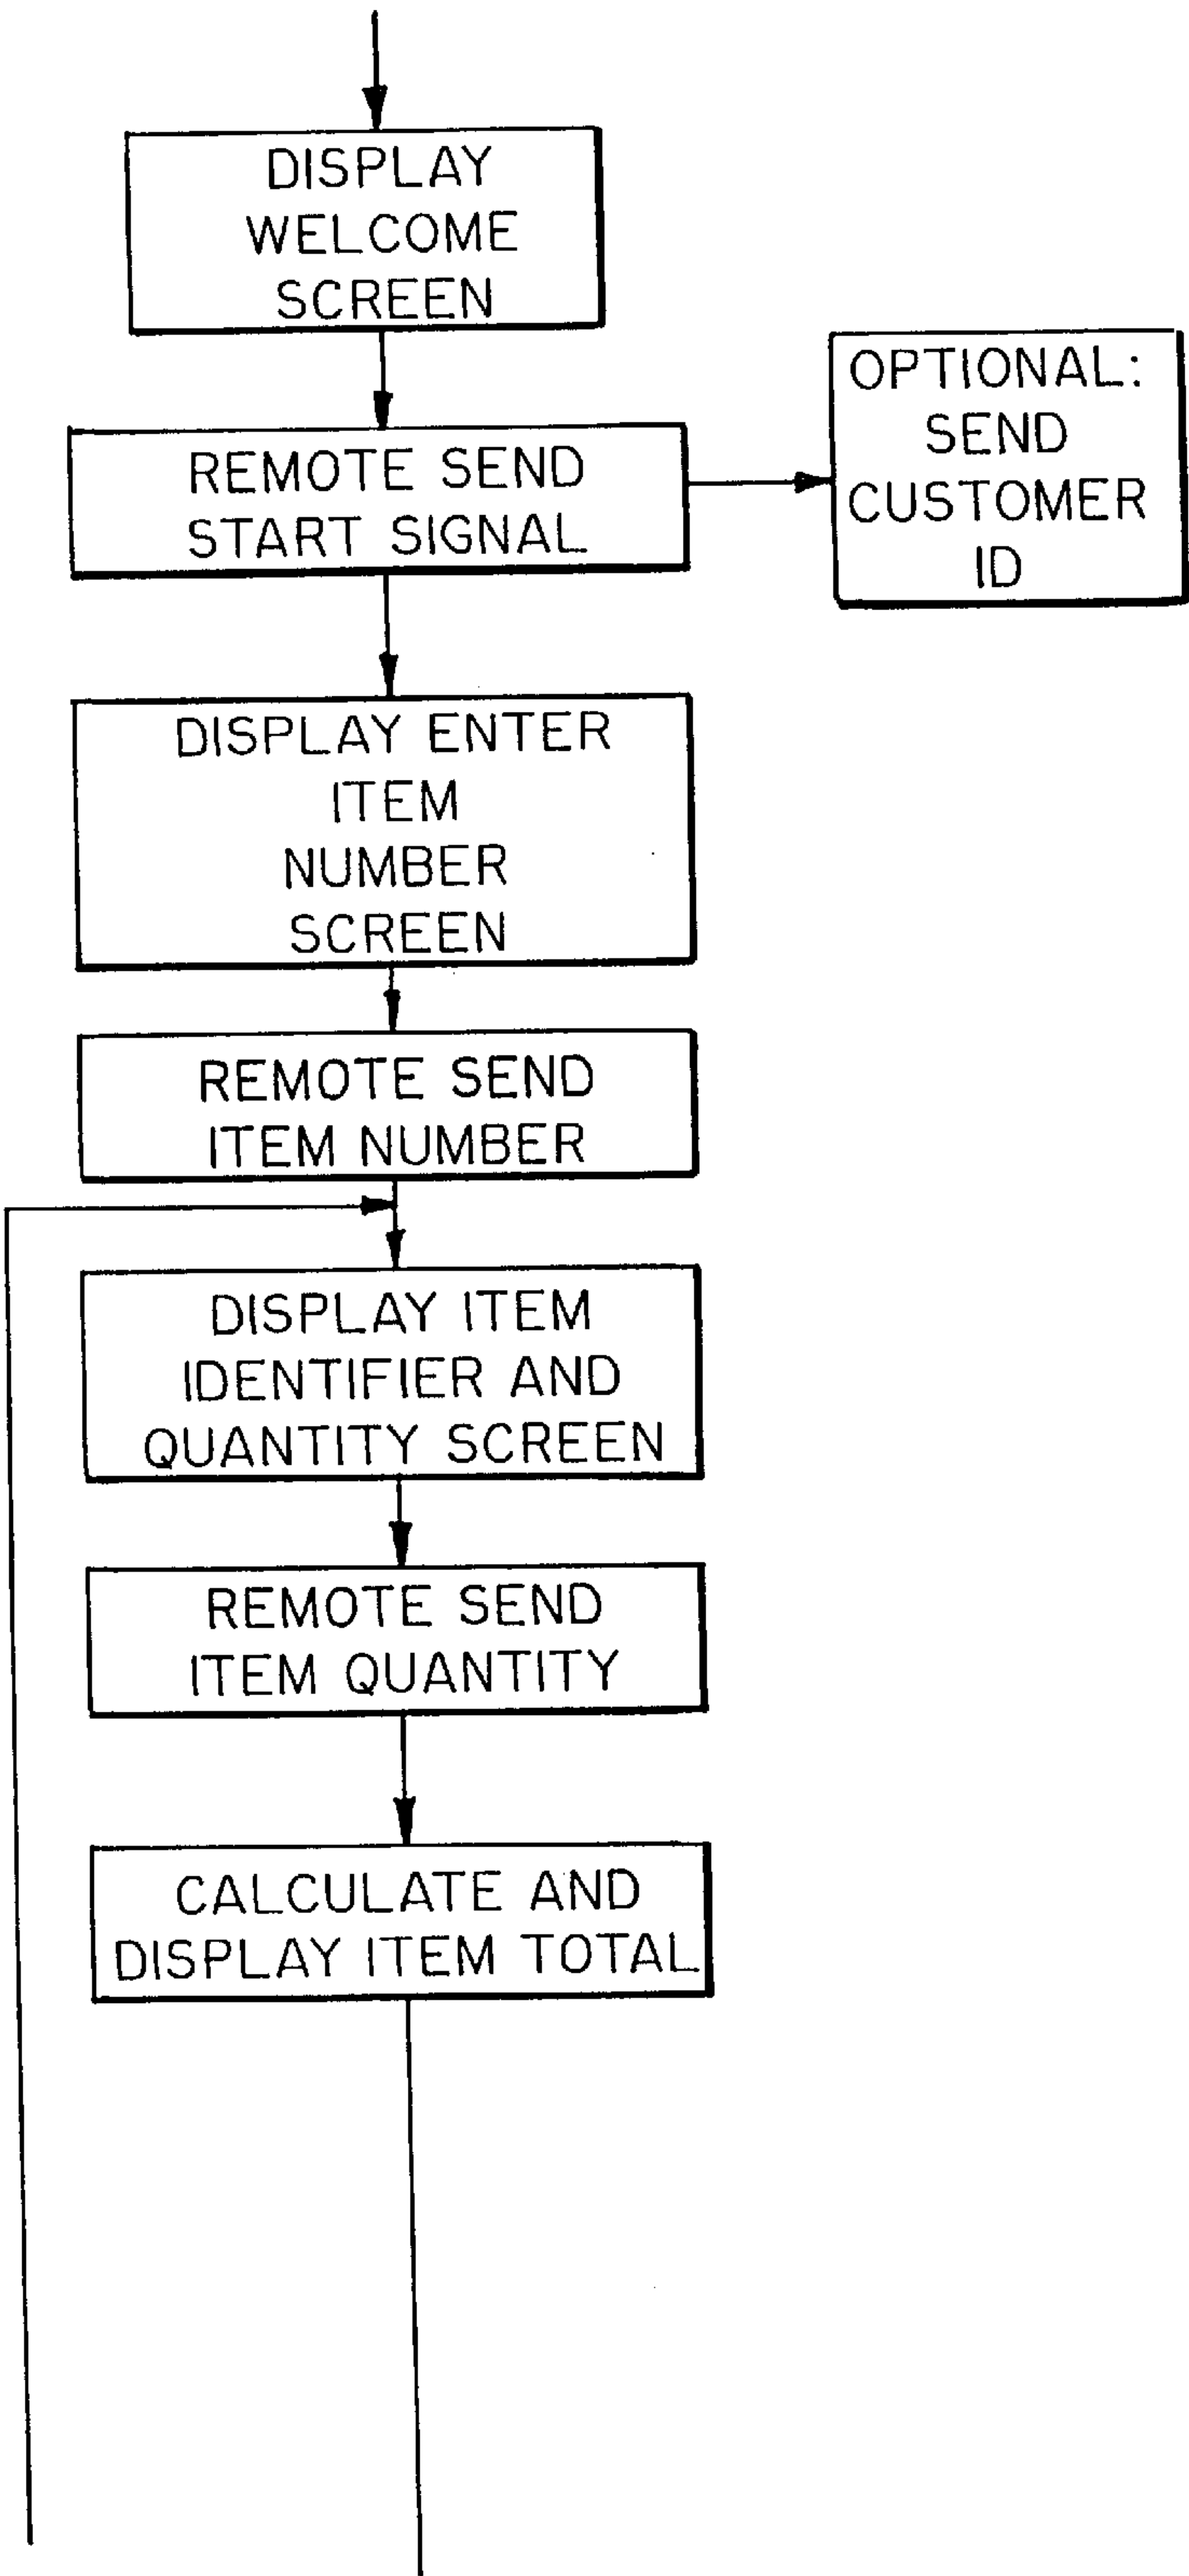 DISPLAY
WELCOME
SCREEN
REMOTE SEND
START SIGNAL
OPTIONAL:
SEND
CUSTOMER
ID
DISPLAY ENTER
ITEM
NUMBER
SCREEN
REMOTE SEND
ITEM NUMBER
DISPLAY ITEM
IDENTIFIER AND
QUANTITY SCREEN
REMOTE SEND
ITEM QUANTITY
CALCULATE AND
DISPLAY ITEM TOTAL